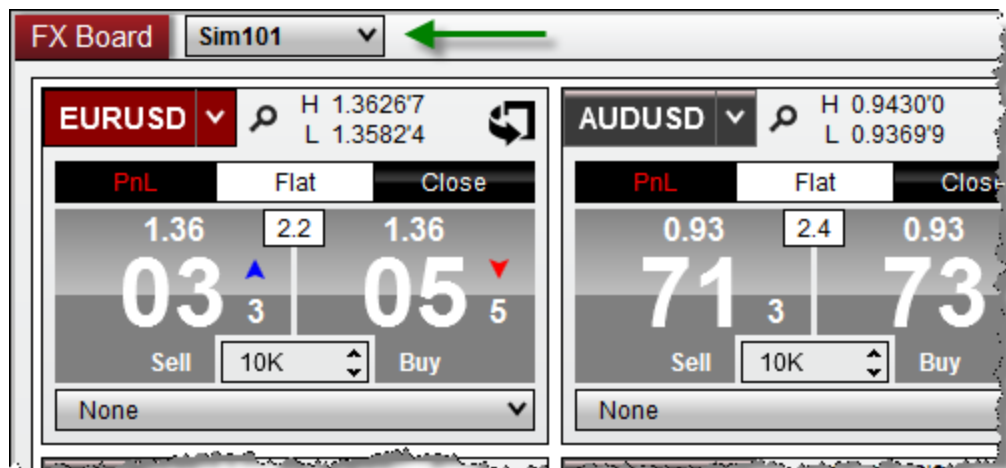 FX Board Sim101
EURUSD H 1.3626'7
L 1.3582'4
PnL Flat Close
1.36 2.2 1.36
03 3 05 5
Sell 10K Buy
None
AUDUSD H 0.9430'0
L 0.9369'9
PnL Flat Close
0.93 2.4 0.93
71 3 73
Sell 10K Buy
None